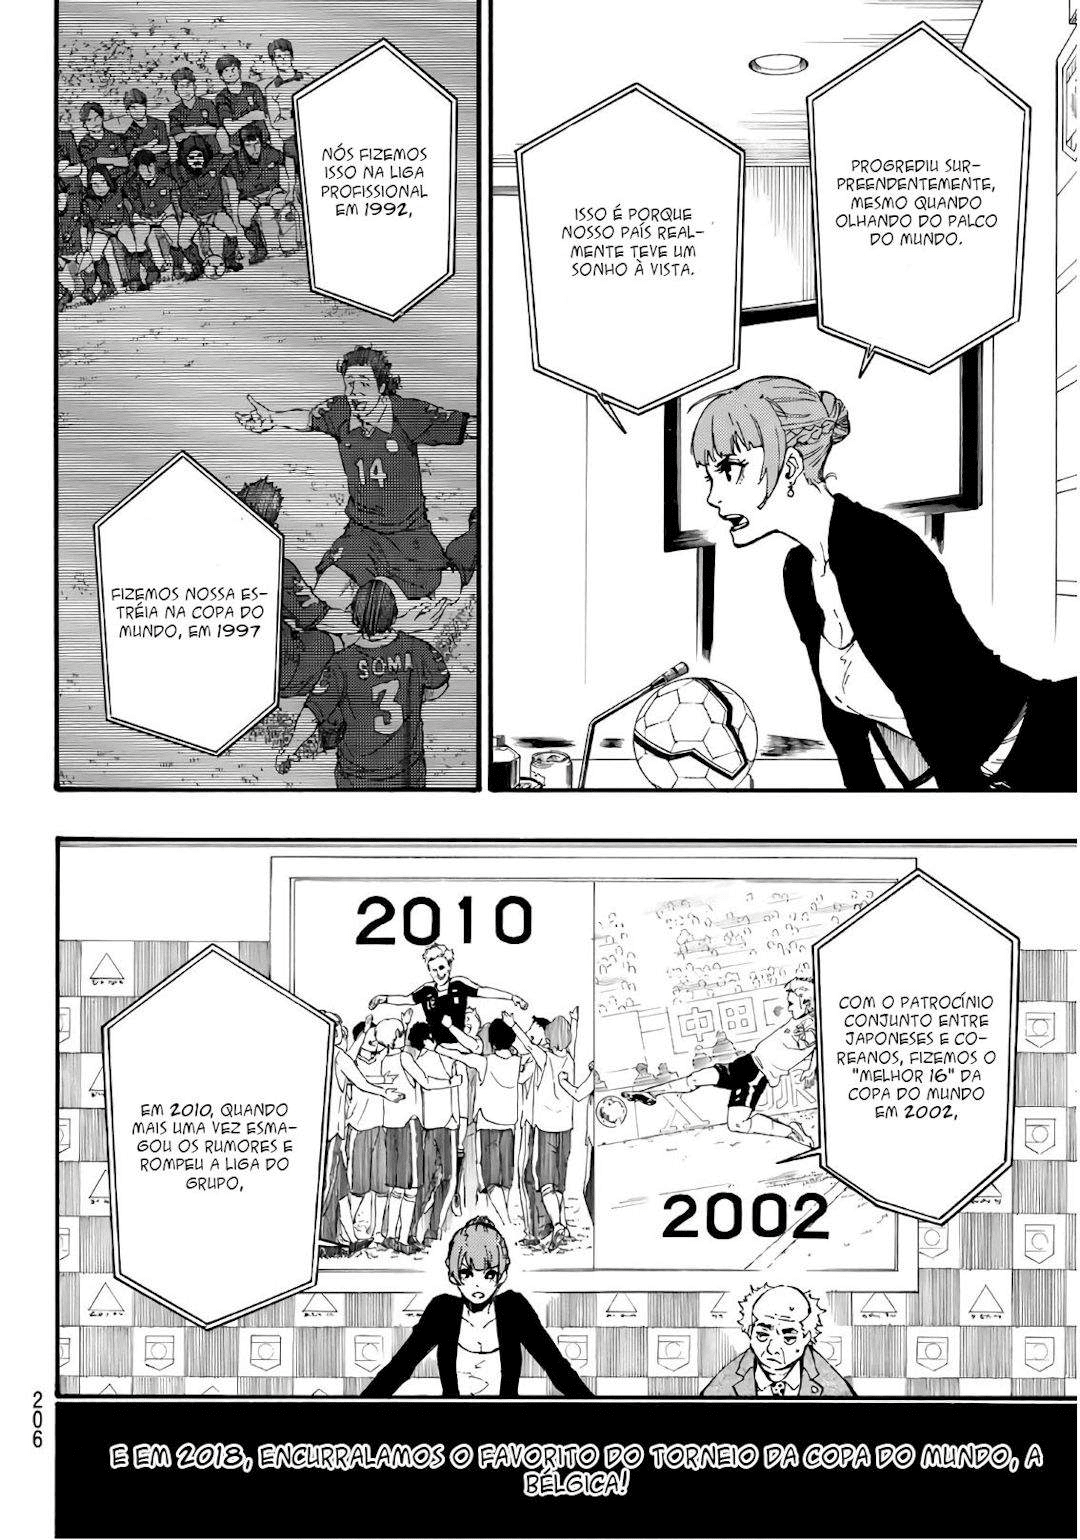 PROGREDIU SUR-
PREENDENTEMENTE,
MESMO QUANDO
OLHANDO DO PALCO
DO MUNDO.
ISSO É PORQUE
NOSSO PAÍS REAL-
MENTE TEVE UM
SONHO À VISTA.
NÓS FIZEMOS
ISSO NA LIGA
PROFISSIONAL
EM 1992,
14
FIZEMOS NOSSA ES-
TRÉIA NA COPA DO
MUNDO, EM 1997
SOMA
3
2010
COM O PATROCÍNIO
CONJUNTO ENTRE
JAPONESES E CO-
REANOS, FIZEMOS O
"MELHOR 16" DA
COPA DO MUNDO
EM 2002,
中田
2002
EM 2010, QUANDO
MAIS UMA VEZ ESMA-
GOU OS RUMORES E
ROMPEU A LIGA DO
GRUPO,
206
E EM 2018, ENCURRALAMOS O FAVORITO DO TORNEIO DA COPA DO MUNDO, A
BÉLGICA!